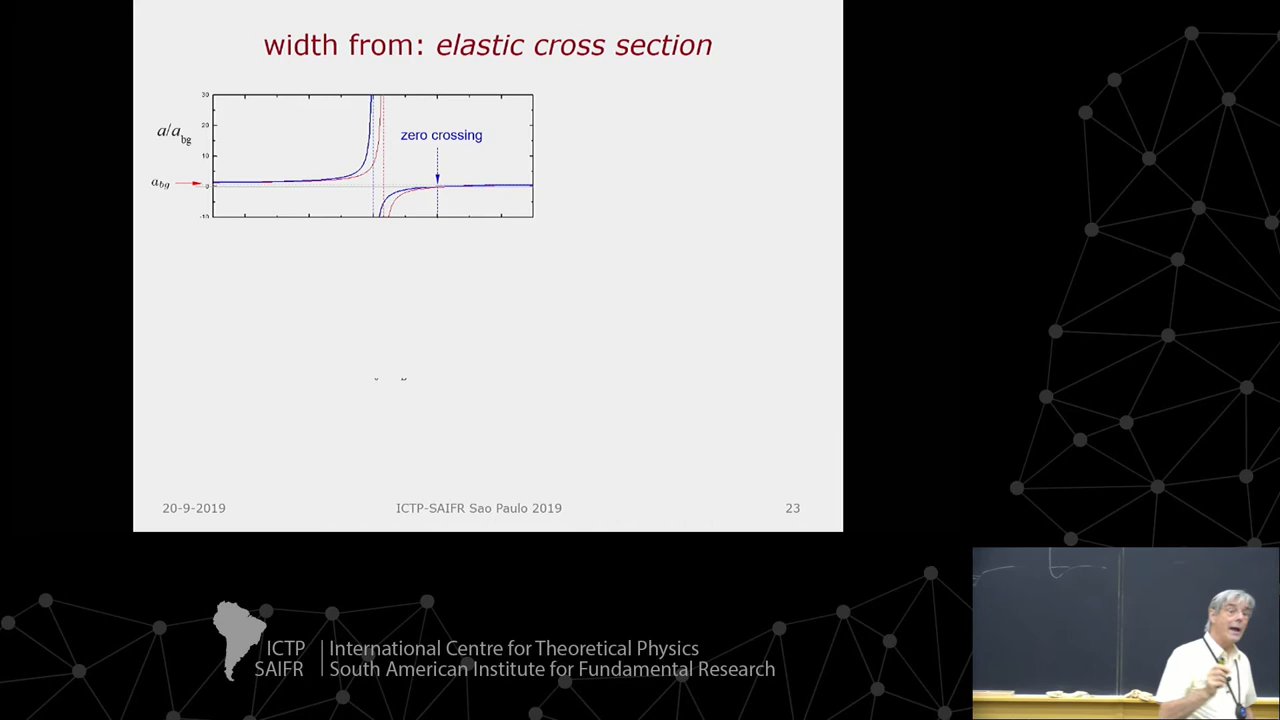 width from: elastic cross section
30
20
10
0
-10
a/a_bg
a_bg
zero crossing
20-9-2019
ICTP-SAIFR Sao Paulo 2019
23
ICTP
SAIFR
International Centre for Theoretical Physics
South American Institute for Fundamental Research